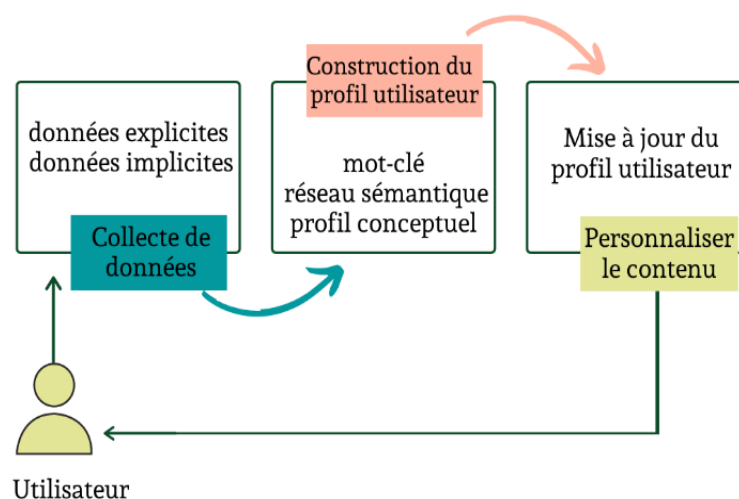 données explicites
données implicites
Collecte de
données
Construction du
profil utilisateur
mot-clé
réseau sémantique
profil conceptuel
Mise à jour du
profil utilisateur
Personnaliser
le contenu
Utilisateur